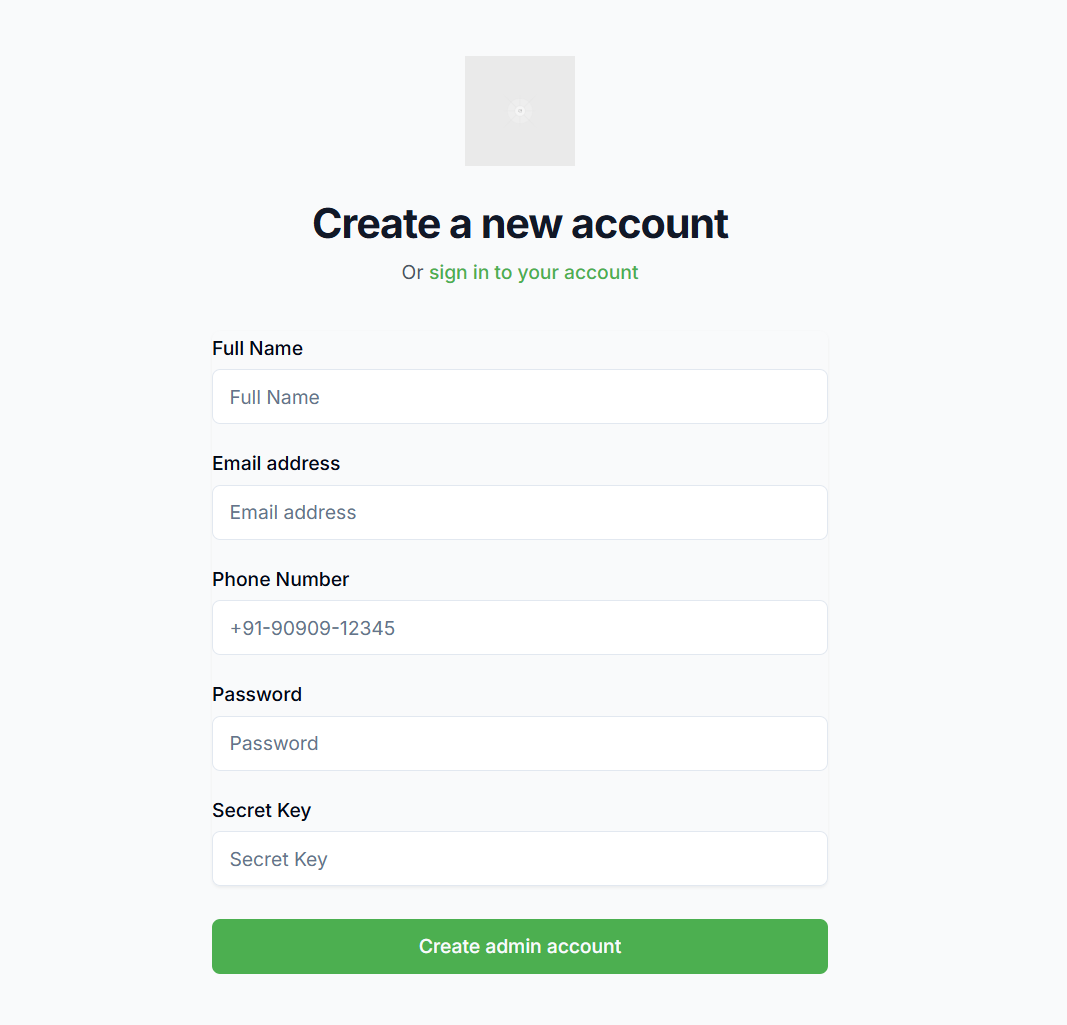 Create a new account
Or sign in to your account
Full Name
Full Name
Email address
Email address
Phone Number
+91-90909-12345
Password
Password
Secret Key
Secret Key
Create admin account